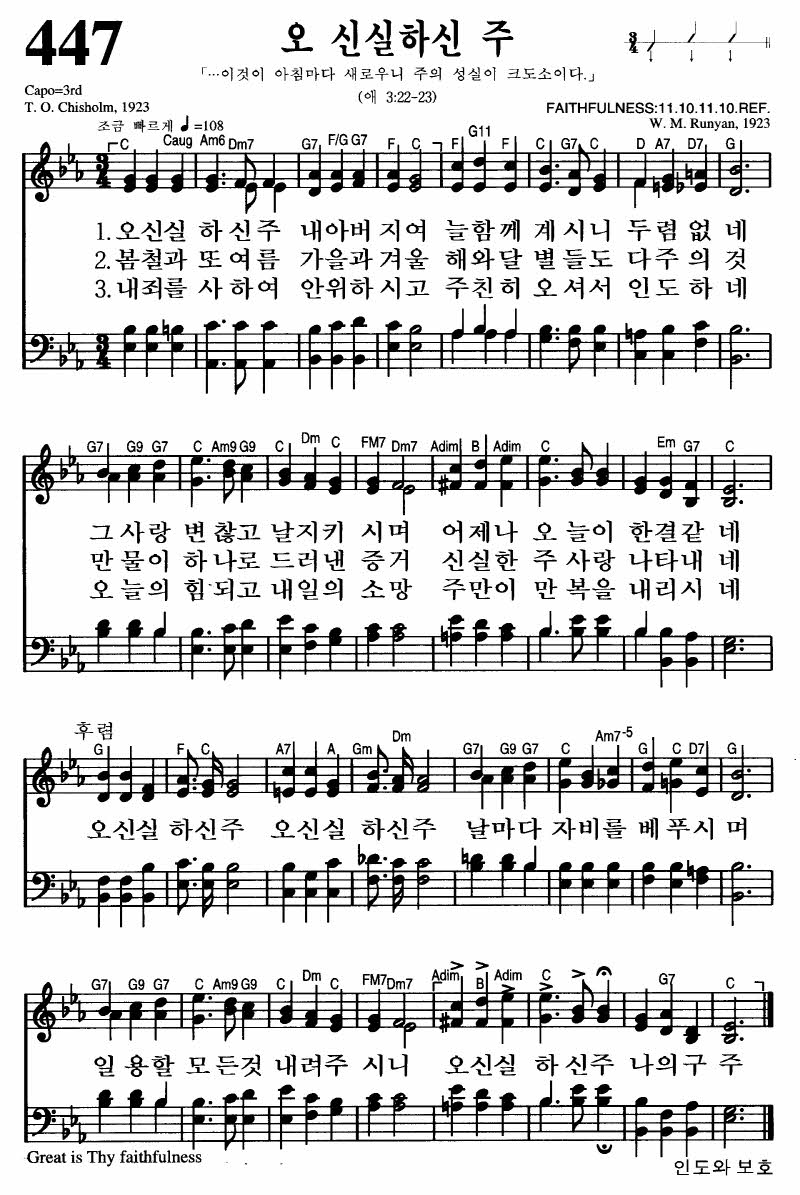 447
오 신실하신 주
3/4
「…이것이 아침마다 새로우니 주의 성실이 크도소이다.」
(애 3:22-23)
Capo=3rd
T. O. Chisholm, 1923
FAITHFULNESS:11.10.11.10.REF.
W. M. Runyan, 1923
조금 빠르게 ♩=108
C Caug Am6 Dm7 G7 F/G G7 F C F G11 F C G7 C D A7 D7 G
1.오신실 하신주 내아버지여 늘함께 계시니 두렴없네
2.봄철과 또여름 가을과겨울 해와달 별들도 다주의것
3.내죄를 사하여 안위하시고 주친히 오셔서 인도하네
G7 G9 G7 C Am9 G9 C Dm C FM7 Dm7 Adim B Adim C Em G7 C
그사랑 변찮고 날지키시며 어제나 오늘이 한결같네
만물이 하나로 드러낸증거 신실한 주사랑 나타내네
오늘의 힘되고 내일의소망 주만이 만복을 내리시네
후렴
G F C A7 A Gm Dm G7 G9 G7 C Am7-5 G C D7 G
오신실 하신주 오신실 하신주 날마다 자비를 베푸시며
G7 G9 G7 C Am9 G9 C Dm C FM7 Dm7 Adim B Adim C G7 C
일용할 모든것 내려주시니 오신실 하신주 나의구주
Great is Thy faithfulness
인도와 보호